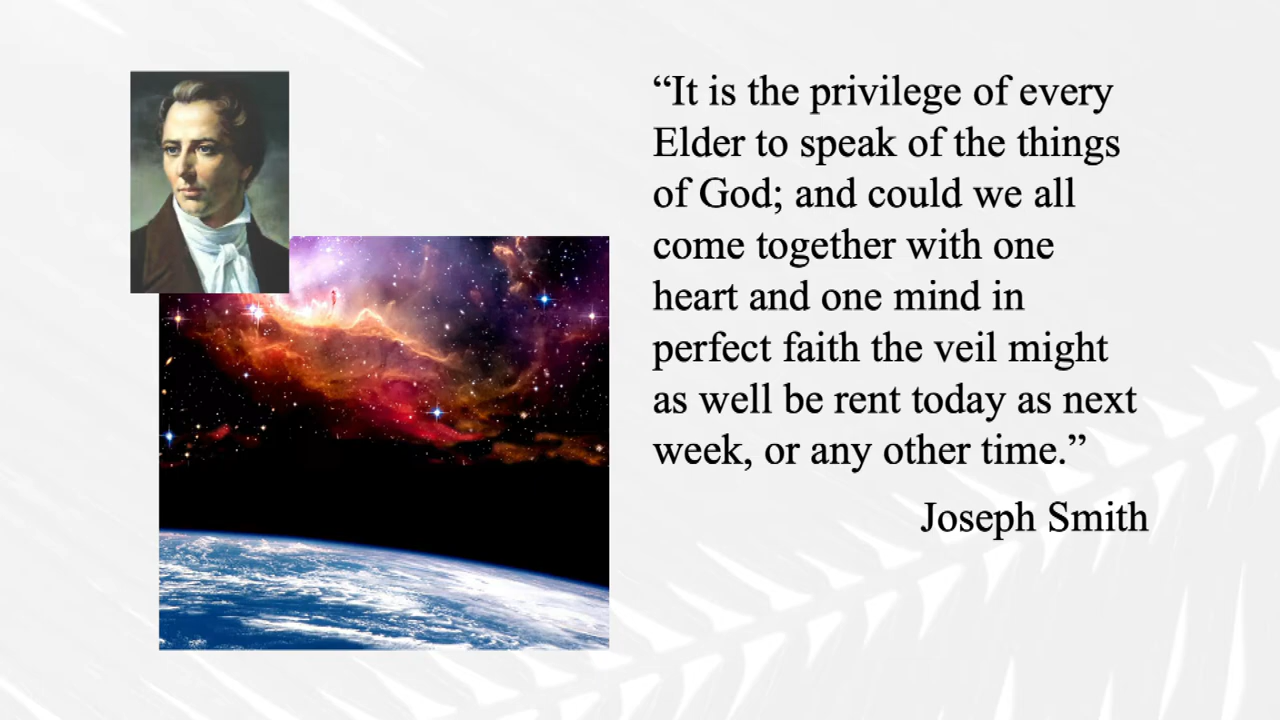 “It is the privilege of every
Elder to speak of the things
of God; and could we all
come together with one
heart and one mind in
perfect faith the veil might
as well be rent today as next
week, or any other time.”
Joseph Smith